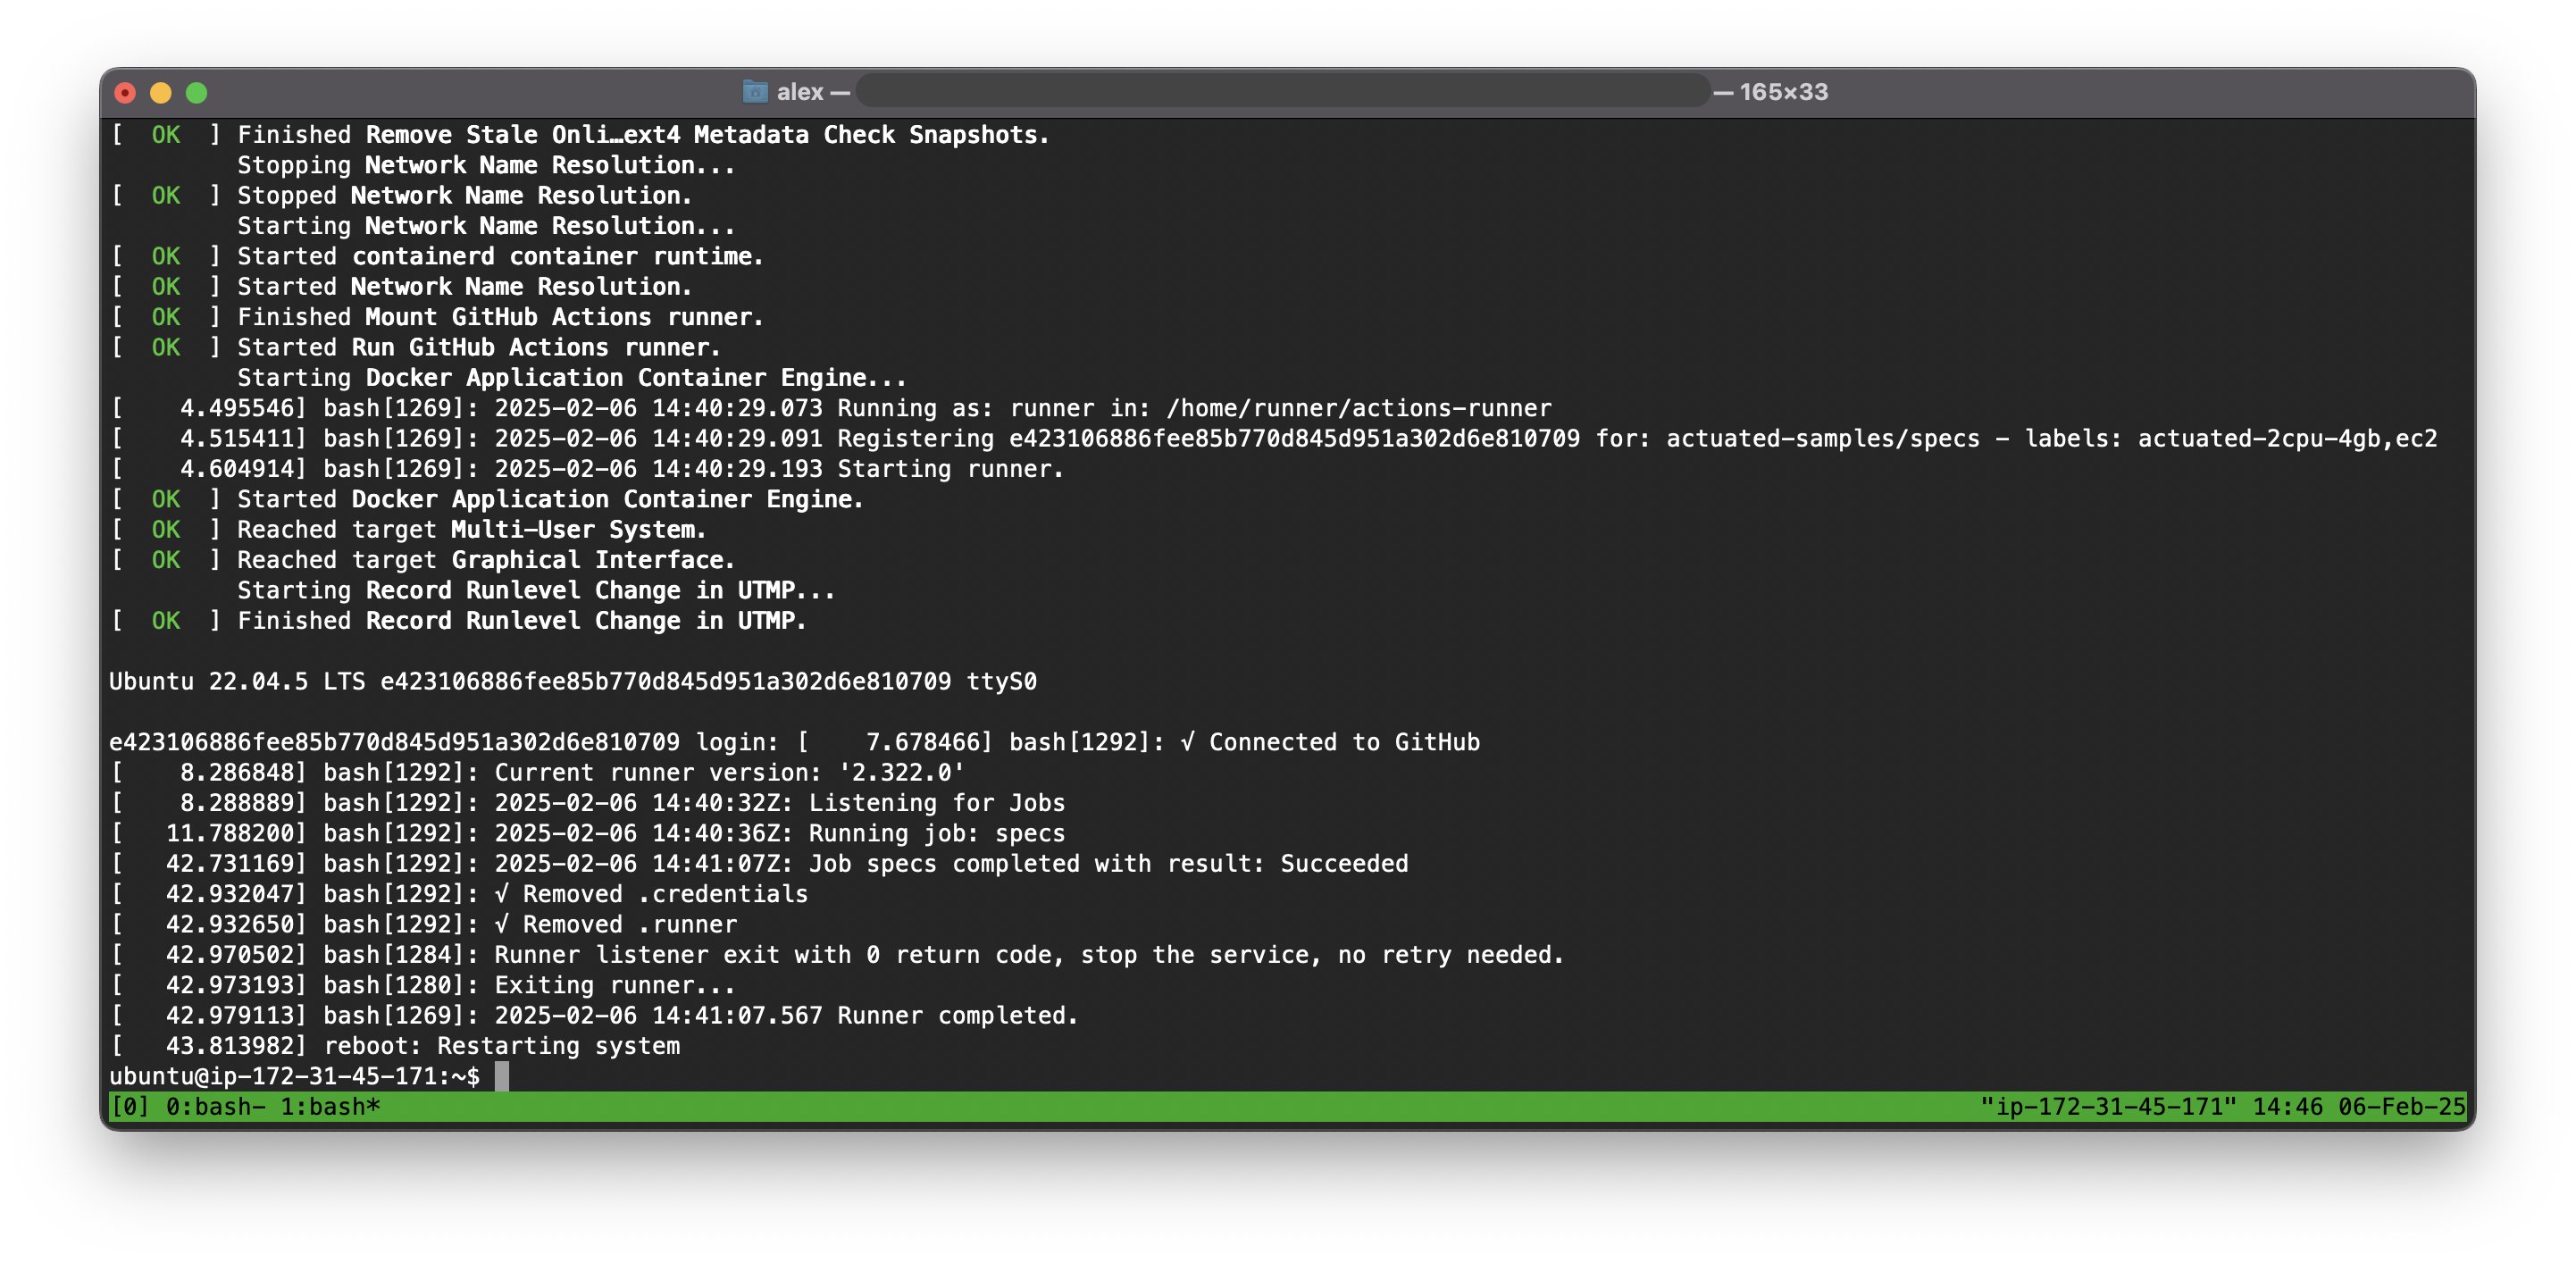 alex — — 165×33
[  OK  ] Finished Remove Stale Onli…ext4 Metadata Check Snapshots.
         Stopping Network Name Resolution...
[  OK  ] Stopped Network Name Resolution.
         Starting Network Name Resolution...
[  OK  ] Started containerd container runtime.
[  OK  ] Started Network Name Resolution.
[  OK  ] Finished Mount GitHub Actions runner.
[  OK  ] Started Run GitHub Actions runner.
         Starting Docker Application Container Engine...
[    4.495546] bash[1269]: 2025-02-06 14:40:29.073 Running as: runner in: /home/runner/actions-runner
[    4.515411] bash[1269]: 2025-02-06 14:40:29.091 Registering e423106886fee85b770d845d951a302d6e810709 for: actuated-samples/specs - labels: actuated-2cpu-4gb,ec2
[    4.604914] bash[1269]: 2025-02-06 14:40:29.193 Starting runner.
[  OK  ] Started Docker Application Container Engine.
[  OK  ] Reached target Multi-User System.
[  OK  ] Reached target Graphical Interface.
         Starting Record Runlevel Change in UTMP...
[  OK  ] Finished Record Runlevel Change in UTMP.
Ubuntu 22.04.5 LTS e423106886fee85b770d845d951a302d6e810709 ttyS0
e423106886fee85b770d845d951a302d6e810709 login: [    7.678466] bash[1292]: √ Connected to GitHub
[    8.286848] bash[1292]: Current runner version: '2.322.0'
[    8.288889] bash[1292]: 2025-02-06 14:40:32Z: Listening for Jobs
[   11.788200] bash[1292]: 2025-02-06 14:40:36Z: Running job: specs
[   42.731169] bash[1292]: 2025-02-06 14:41:07Z: Job specs completed with result: Succeeded
[   42.932047] bash[1292]: √ Removed .credentials
[   42.932650] bash[1292]: √ Removed .runner
[   42.970502] bash[1284]: Runner listener exit with 0 return code, stop the service, no retry needed.
[   42.973193] bash[1280]: Exiting runner...
[   42.979113] bash[1269]: 2025-02-06 14:41:07.567 Runner completed.
[   43.813982] reboot: Restarting system
ubuntu@ip-172-31-45-171:~$
[0] 0:bash- 1:bash* "ip-172-31-45-171" 14:46 06-Feb-25